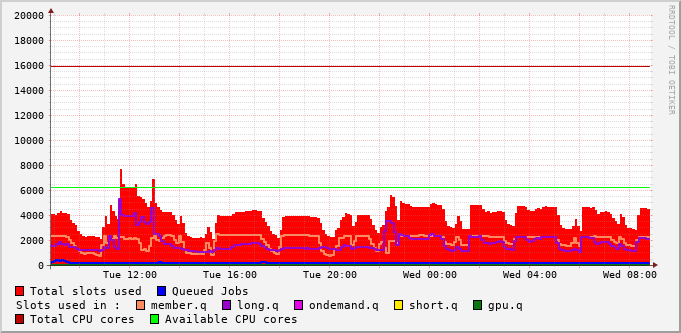 20000
18000
16000
14000
12000
10000
8000
6000
4000
2000
0
Tue 12:00 Tue 16:00 Tue 20:00 Wed 00:00 Wed 04:00 Wed 08:00
RRDTOOL / TOBI OETIKER
Total slots used Queued Jobs
Slots used in : member.q long.q ondemand.q short.q gpu.q
Total CPU cores Available CPU cores